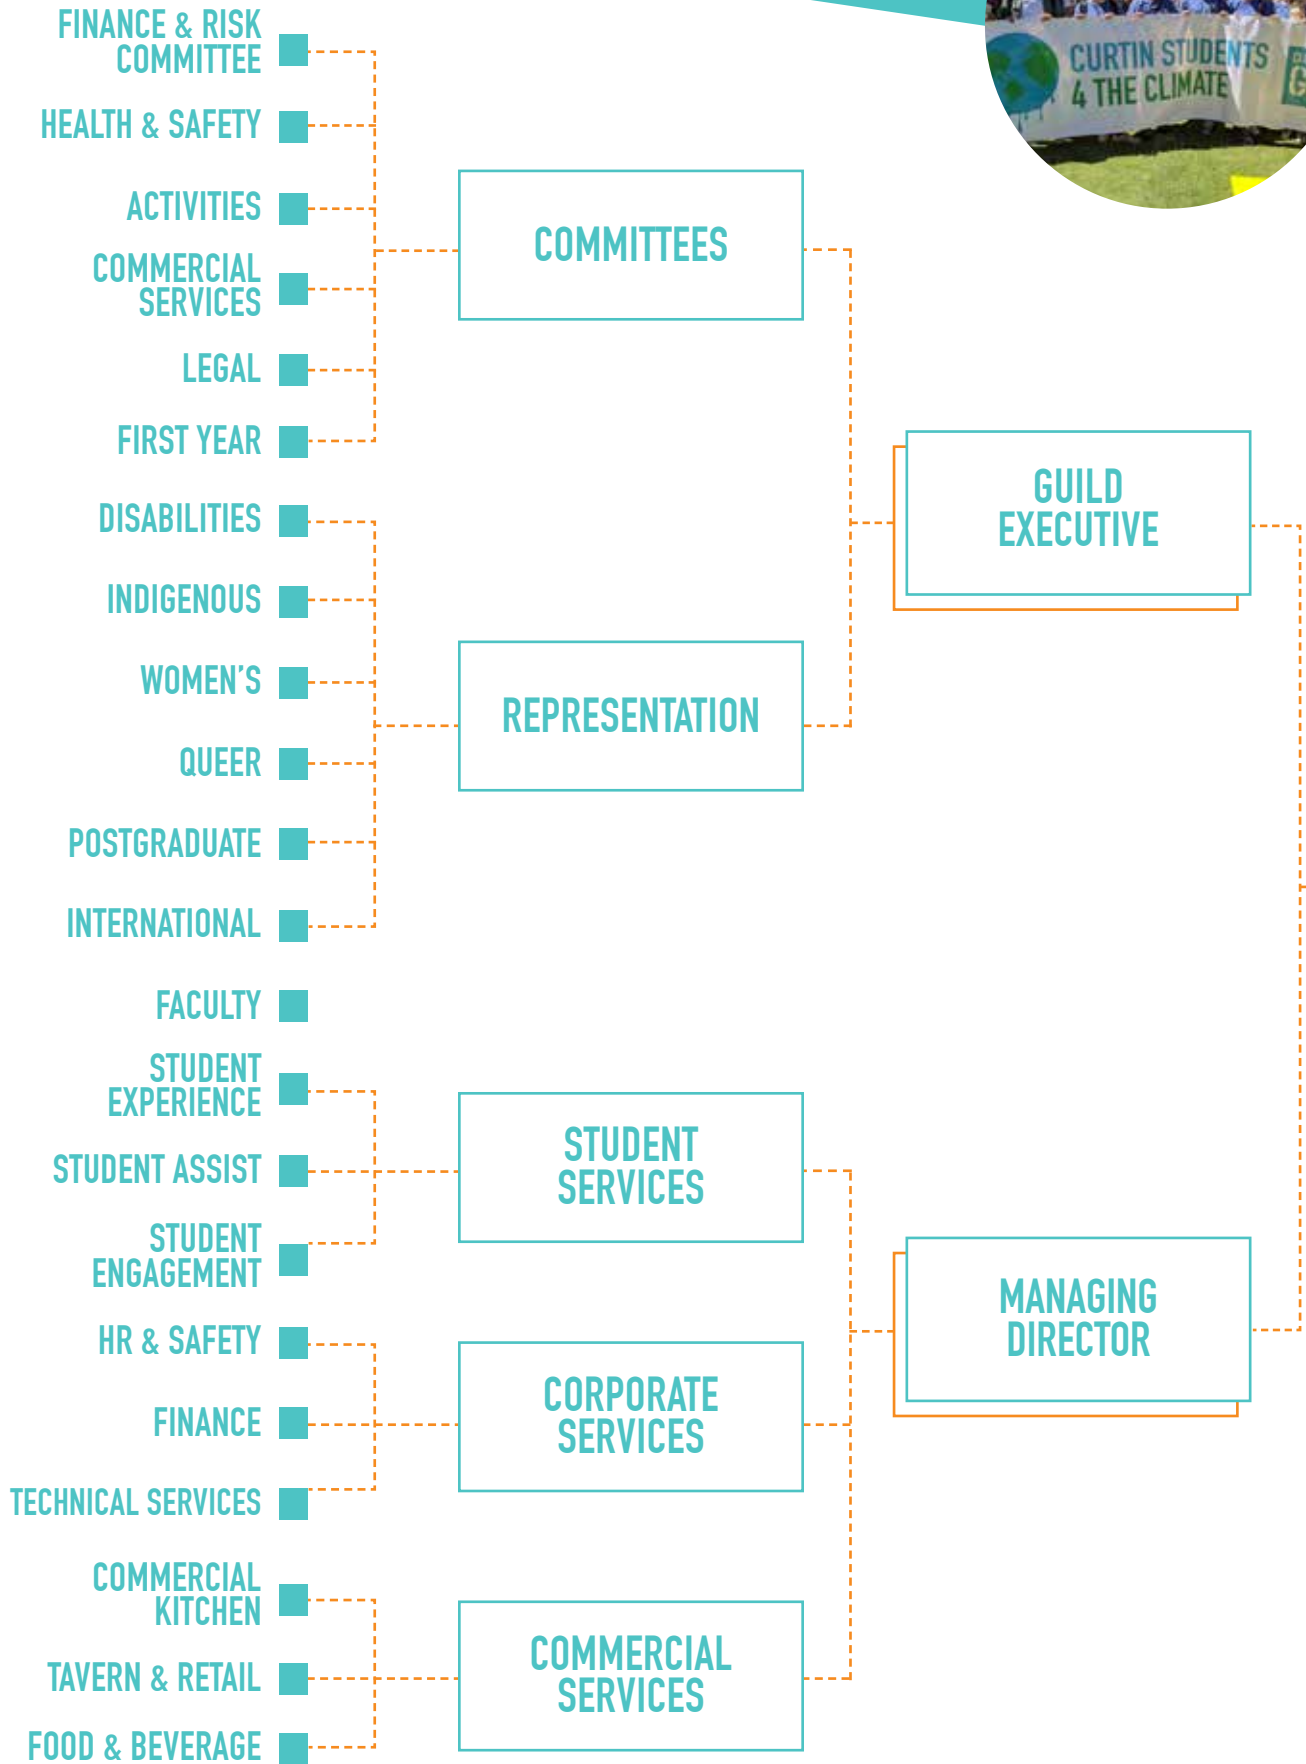 FINANCE & RISK
COMMITTEE
HEALTH & SAFETY
ACTIVITIES
COMMERCIAL
SERVICES
LEGAL
FIRST YEAR
DISABILITIES
INDIGENOUS
WOMEN'S
QUEER
POSTGRADUATE
INTERNATIONAL
FACULTY
STUDENT
EXPERIENCE
STUDENT ASSIST
STUDENT
ENGAGEMENT
HR & SAFETY
FINANCE
TECHNICAL SERVICES
COMMERCIAL
KITCHEN
TAVERN & RETAIL
FOOD & BEVERAGE
COMMITTEES
REPRESENTATION
STUDENT
SERVICES
CORPORATE
SERVICES
COMMERCIAL
SERVICES
GUILD
EXECUTIVE
MANAGING
DIRECTOR
CURTIN STUDENTS
4 THE CLIMATE